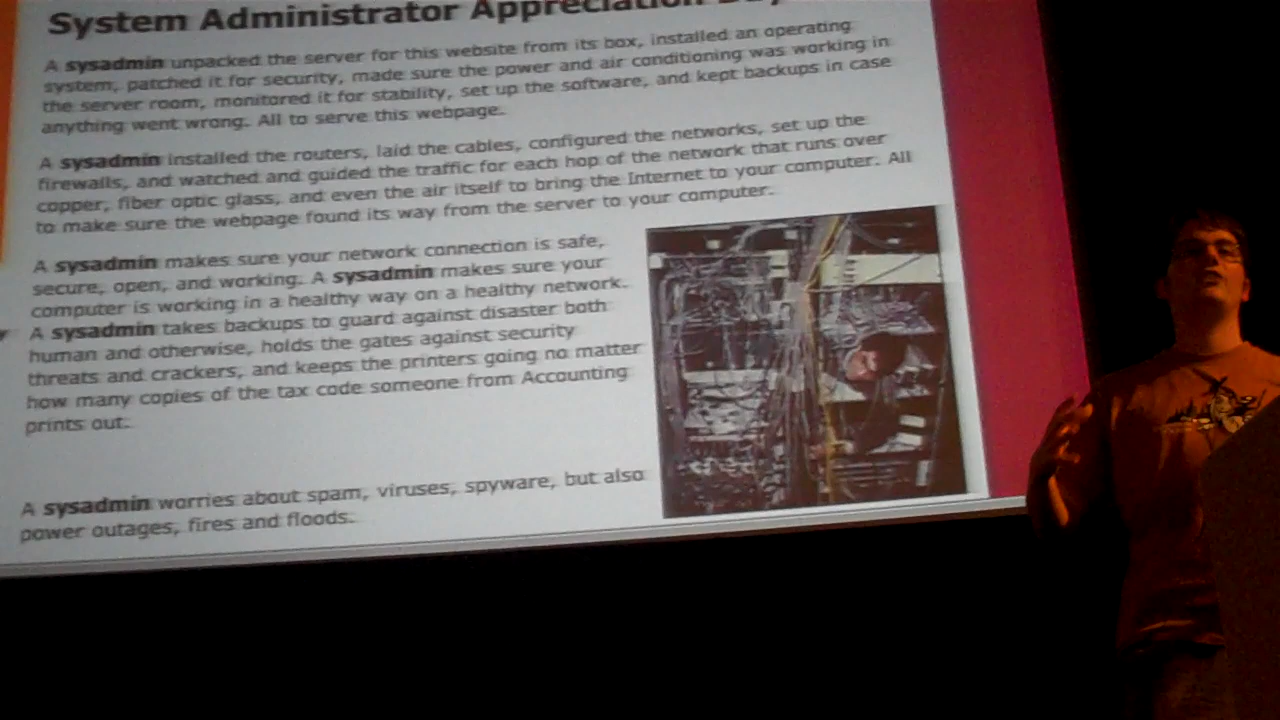 System Administrator Appreciation Day
A sysadmin unpacked the server for this website from its box, installed an operating
system, patched it for security, made sure the power and air conditioning was working in
the server room, monitored it for stability, set up the software, and kept backups in case
anything went wrong. All to serve this webpage.
A sysadmin installed the routers, laid the cables, configured the networks, set up the
firewalls, and watched and guided the traffic for each hop of the network that runs over
copper, fiber optic glass, and even the air itself to bring the Internet to your computer. All
to make sure the webpage found its way from the server to your computer.
A sysadmin makes sure your network connection is safe,
secure, open, and working. A sysadmin makes sure your
computer is working in a healthy way on a healthy network.
A sysadmin takes backups to guard against disaster both
human and otherwise, holds the gates against security
threats and crackers, and keeps the printers going no matter
how many copies of the tax code someone from Accounting
prints out.
A sysadmin worries about spam, viruses, spyware, but also
power outages, fires and floods.